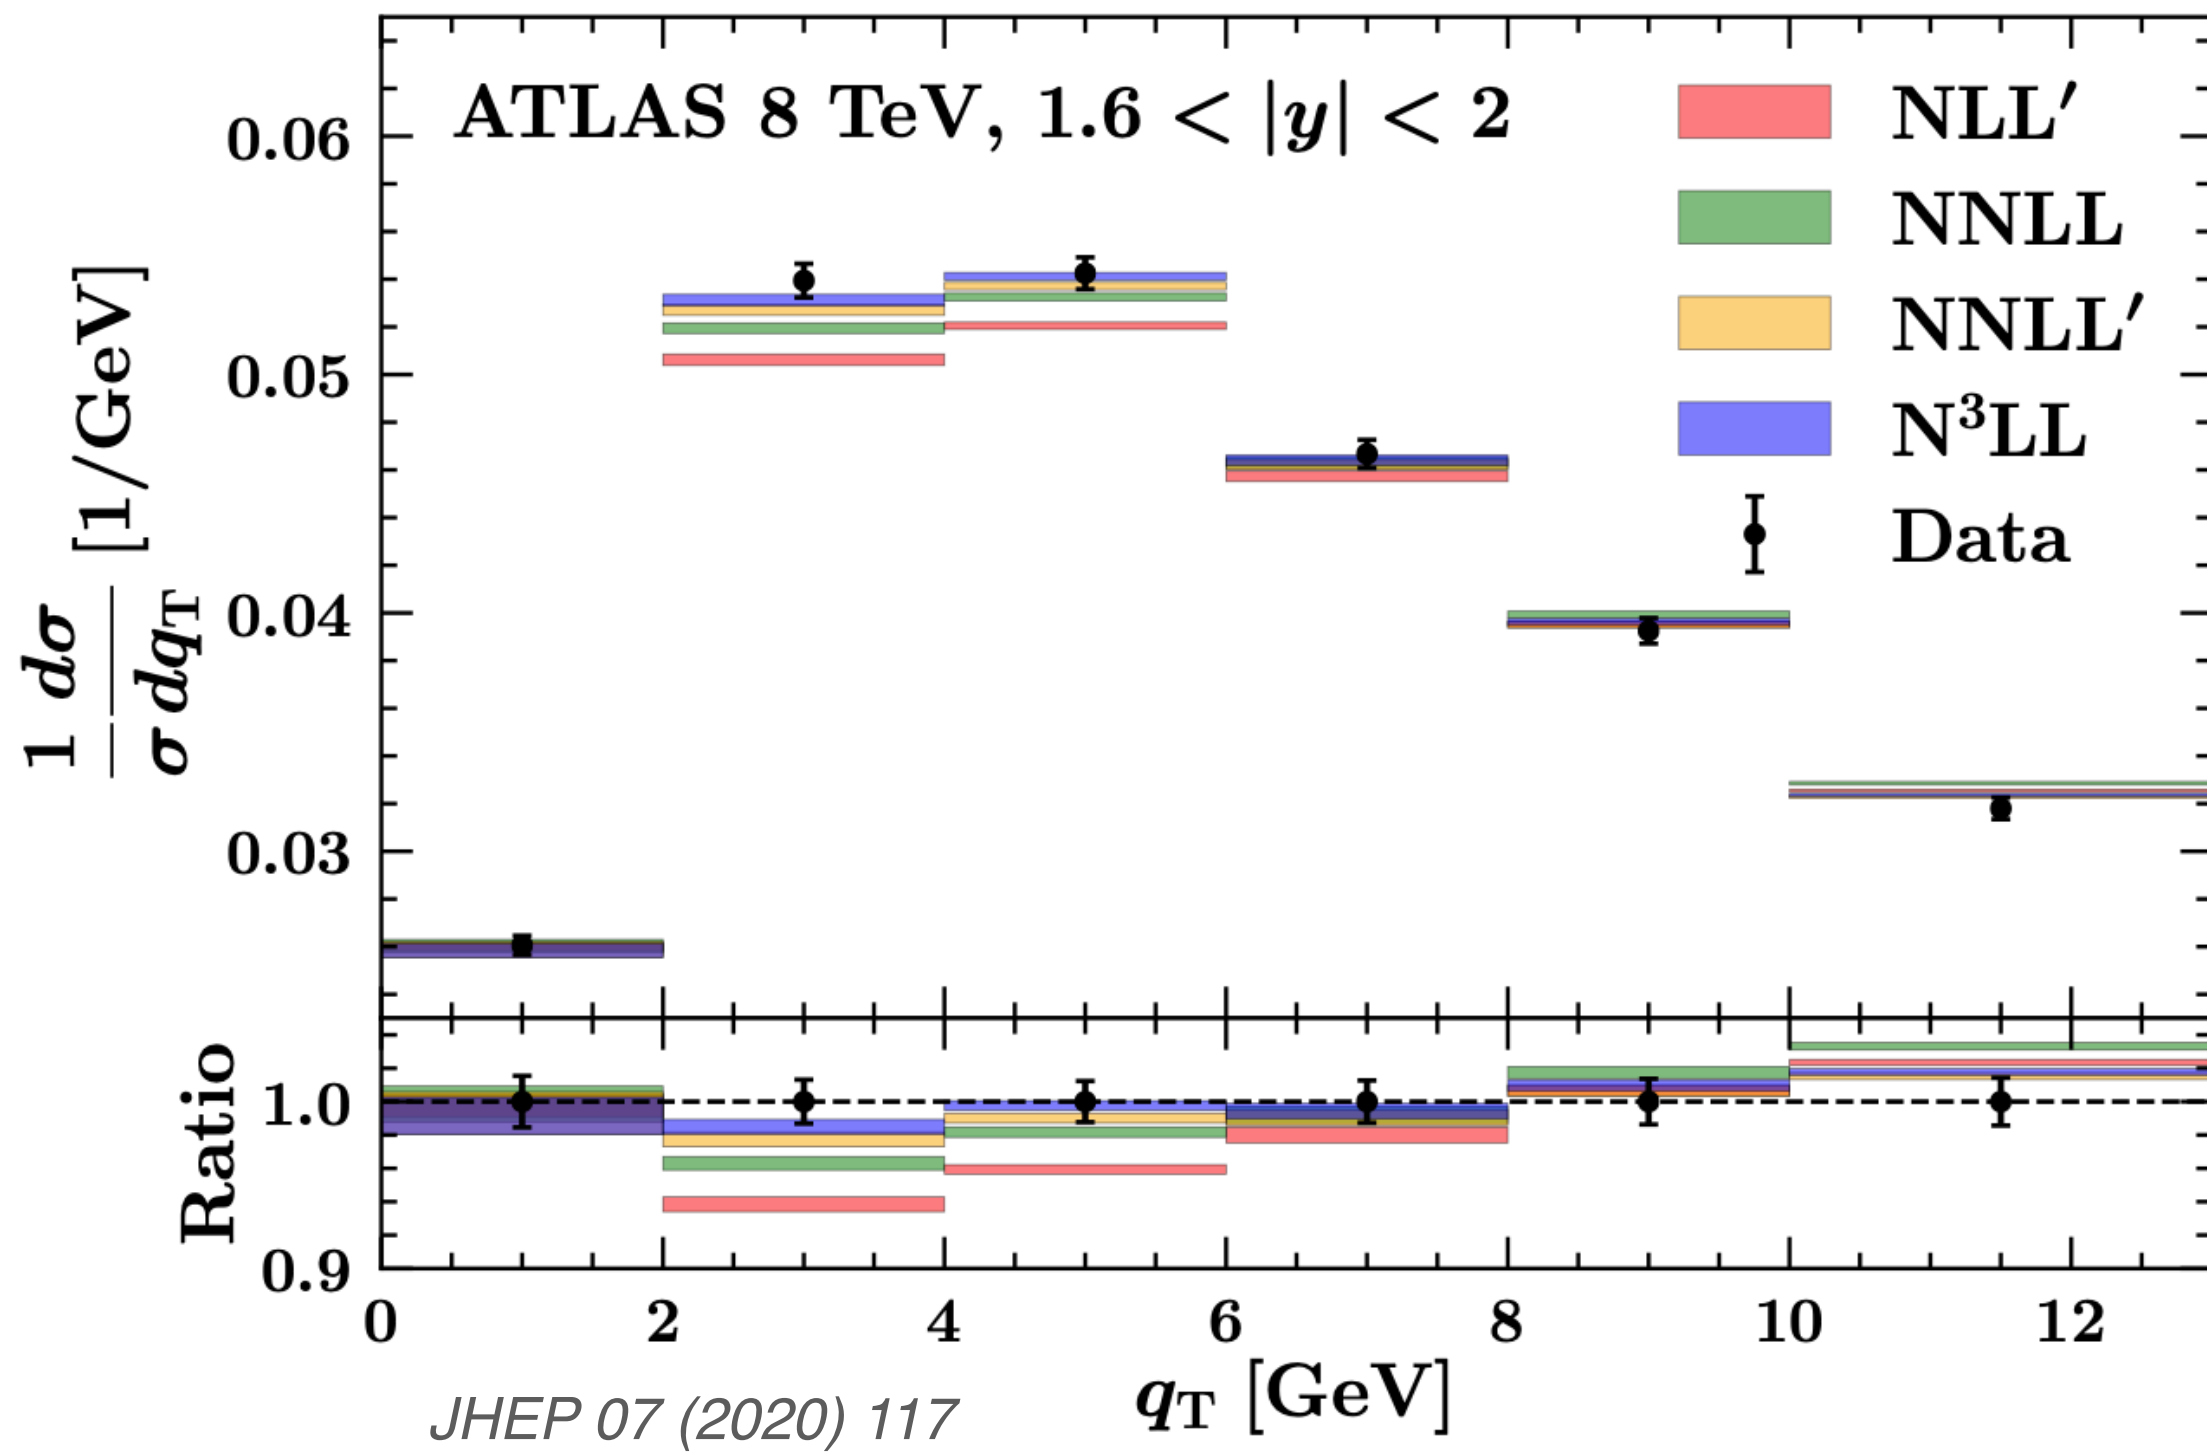 ATLAS 8 TeV, 1.6 < |y| < 2
NLL′
NNLL
NNLL′
N³LL
Data
1 dσ
σ dq_T [1/GeV]
0.06
0.05
0.04
0.03
Ratio
1.0
0.9
0 2 4 6 8 10 12
q_T [GeV]
JHEP 07 (2020) 117